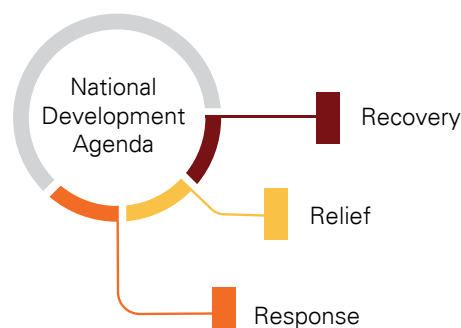 National
Development
Agenda
Recovery
Relief
Response